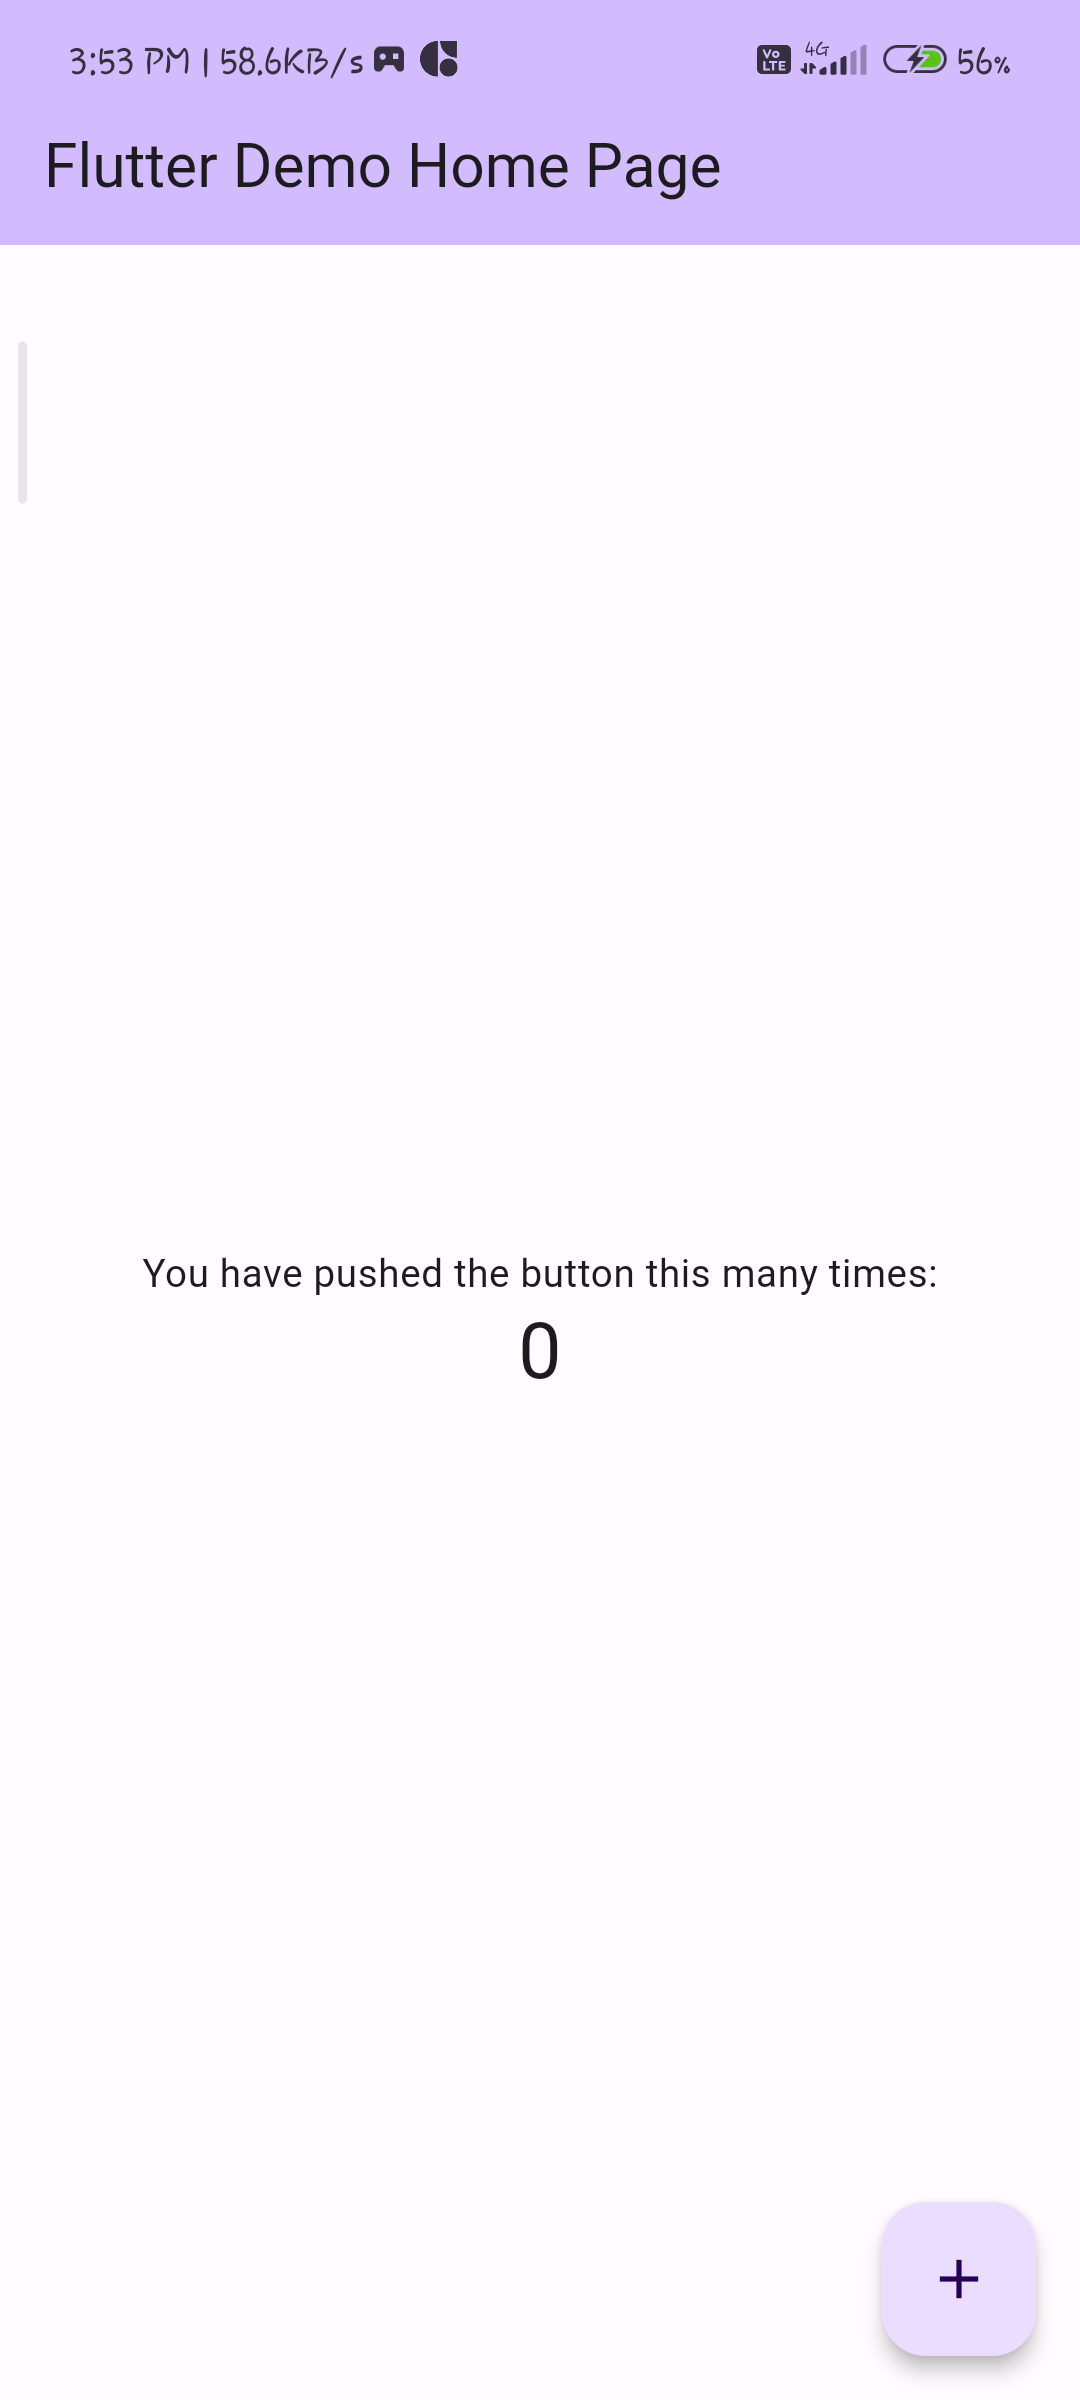 3:53 PM | 58.6KB/s
Vo LTE 4G 56%
Flutter Demo Home Page
You have pushed the button this many times:
0